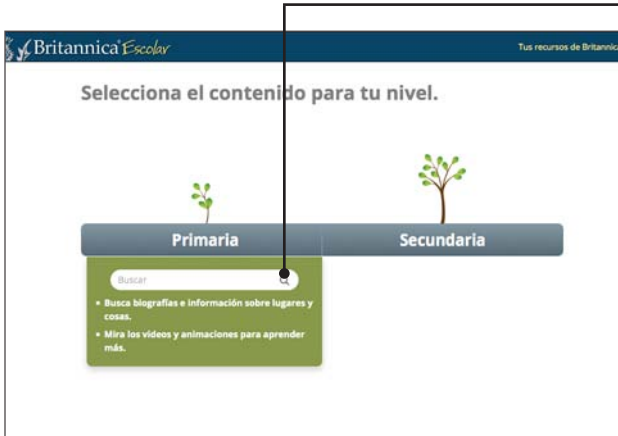 Britannica Escolar
Tus recursos de Britannica
Selecciona el contenido para tu nivel.
Primaria
Secundaria
Buscar
• Busca biografías e información sobre lugares y
cosas.
• Mira los videos y animaciones para aprender
más.